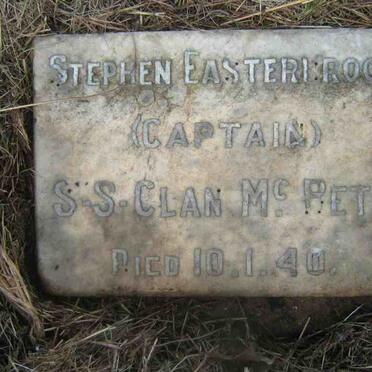 STEPHEN EASTERBROO
(CAPTAIN)
S.S. CLAN MC PET
DIED 10.1.40.